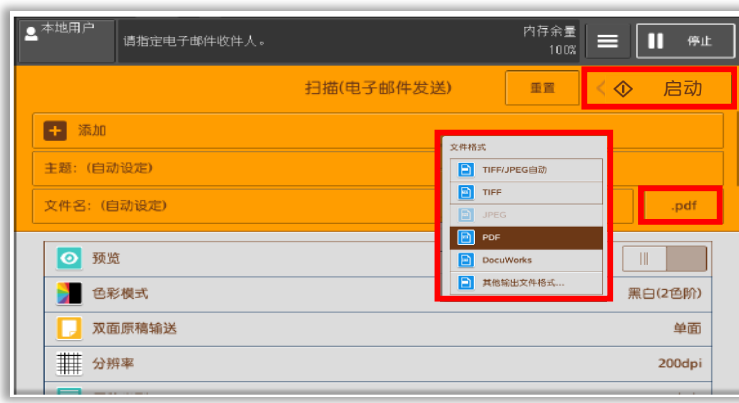 本地用户
请指定电子邮件收件人。
内存余量
100%
停止
扫描(电子邮件发送)
重置
启动
添加
主题: (自动设定)
文件名: (自动设定)
.pdf
文件格式
TIFF/JPEG自动
TIFF
JPEG
PDF
DocuWorks
其他输出文件格式...
预览
色彩模式
黑白(2色阶)
双面原稿输送
单面
分辨率
200dpi